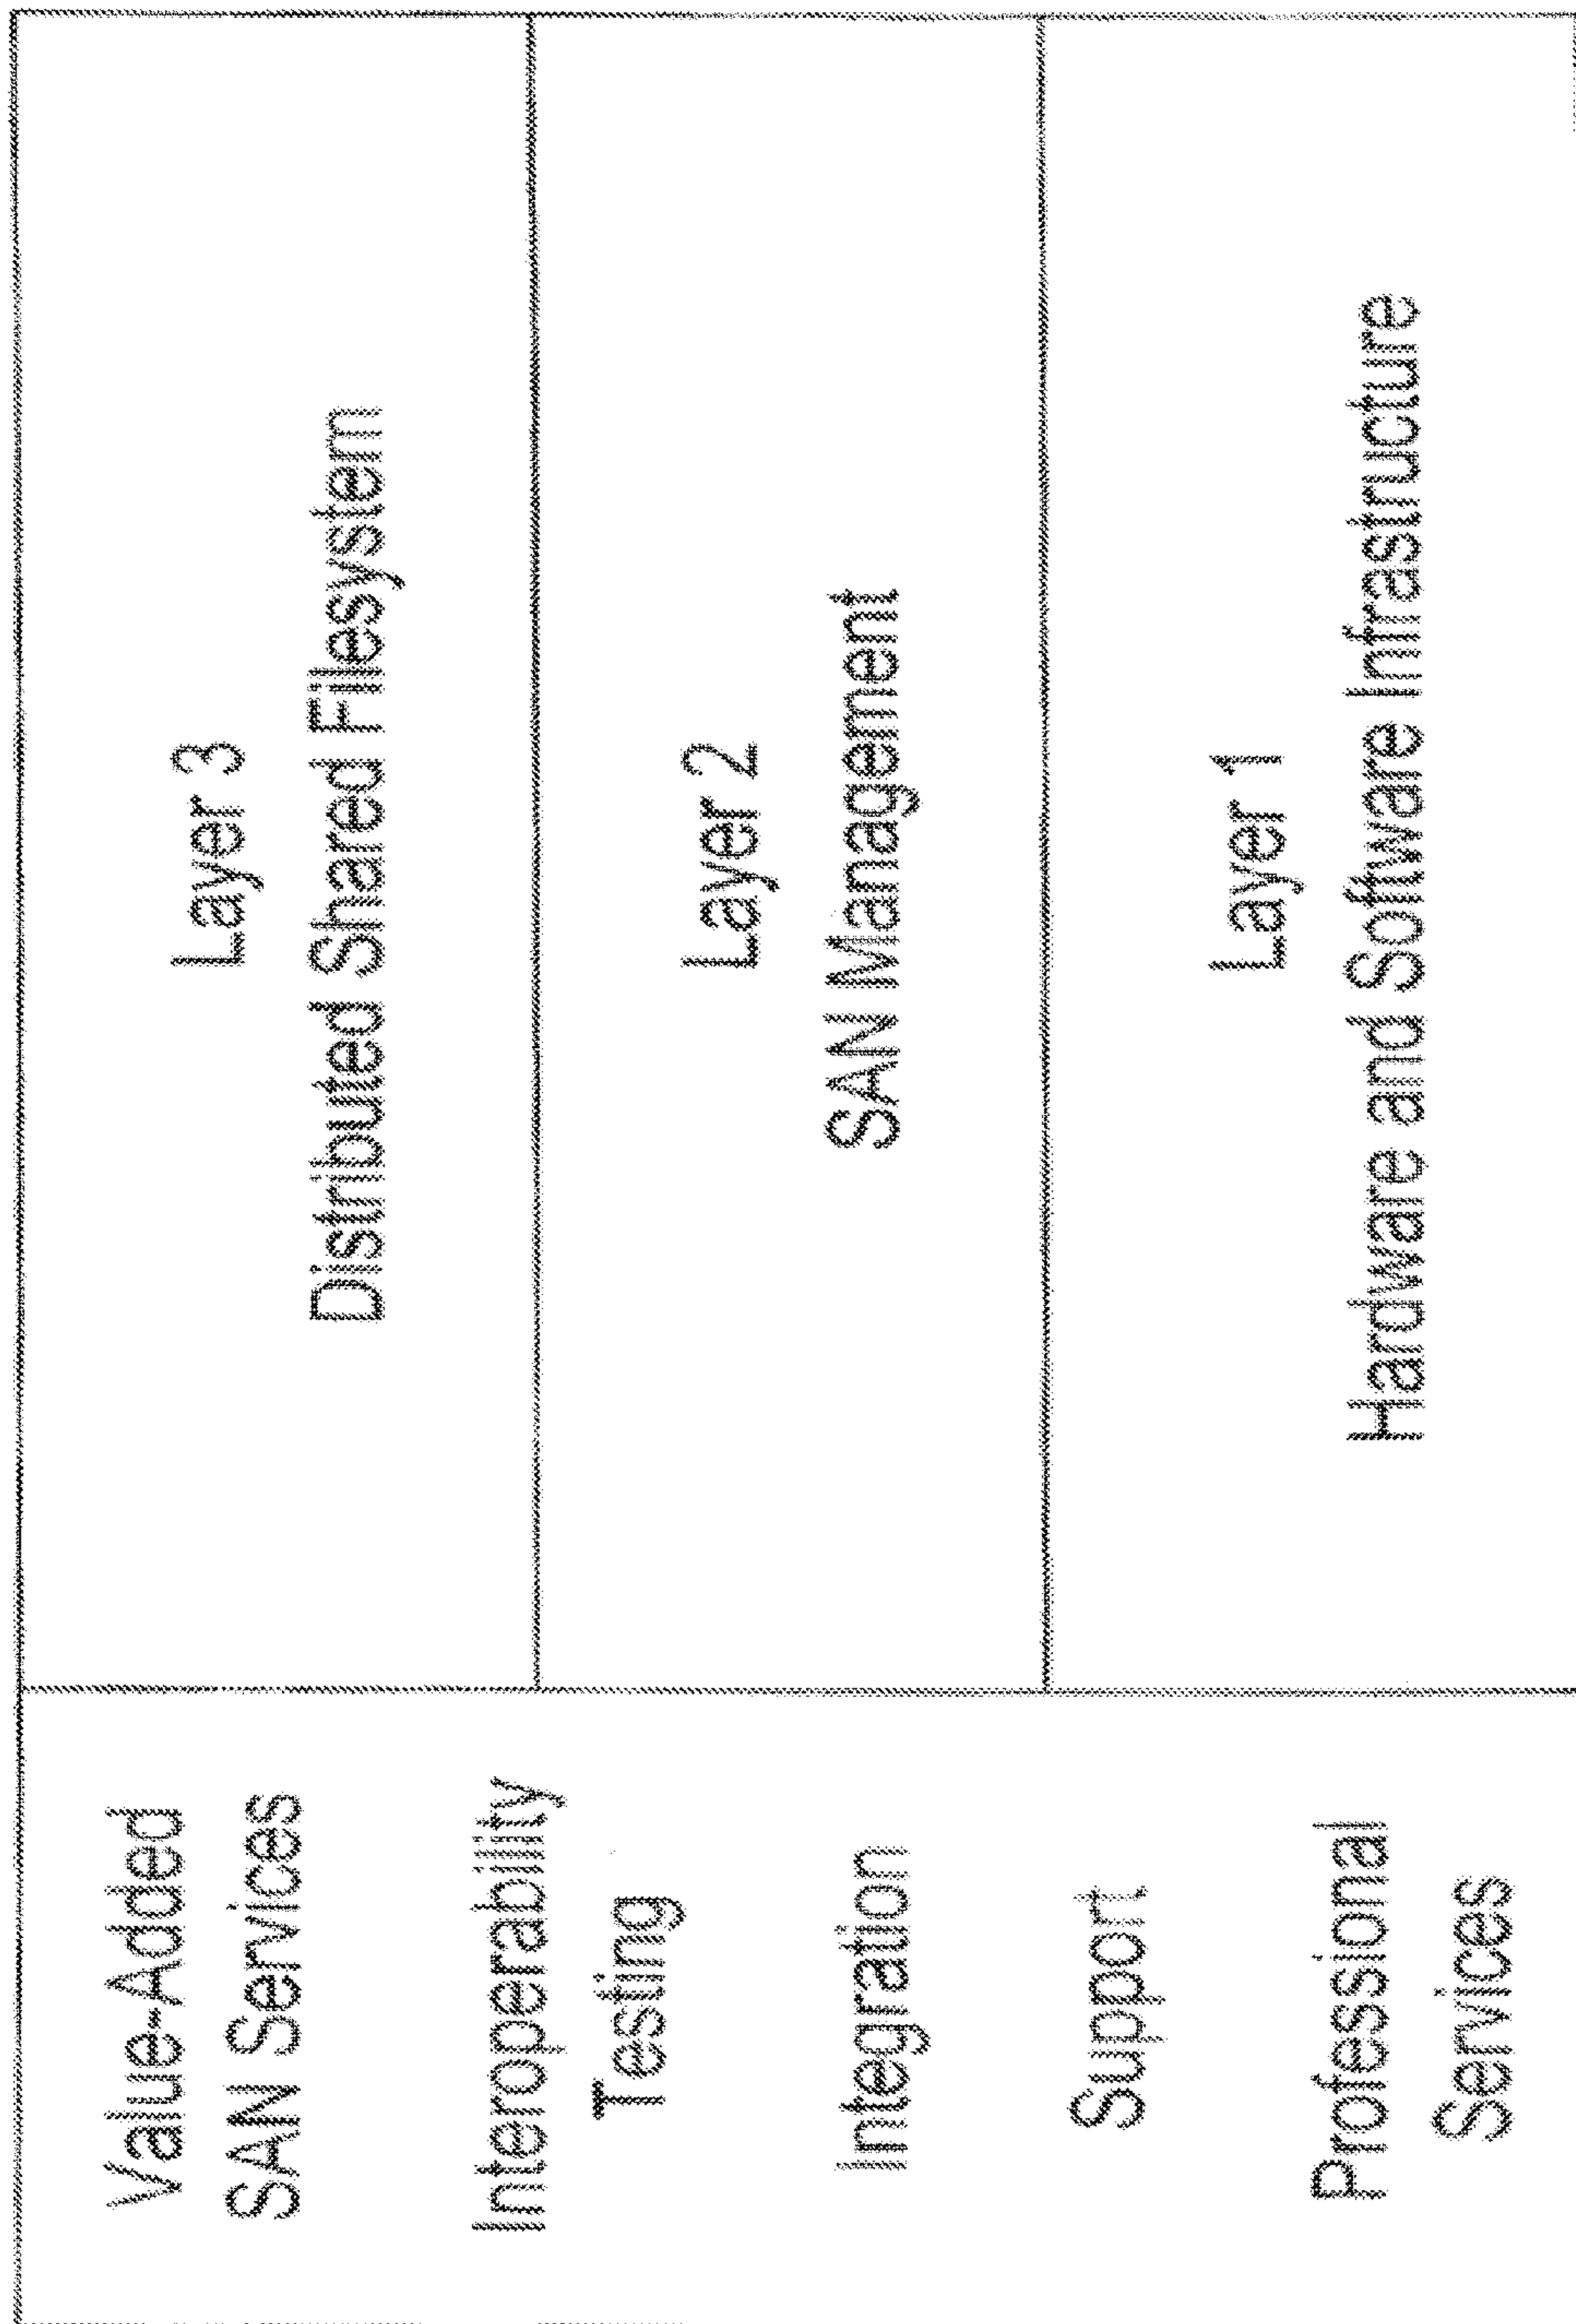 Value-Added
SAN Services
Interoperability
Testing
Integration
Support
Professional
Services
Layer 3
Distributed Shared Filesystem
Layer 2
SAN Management
Layer 1
Hardware and Software Infrastructure